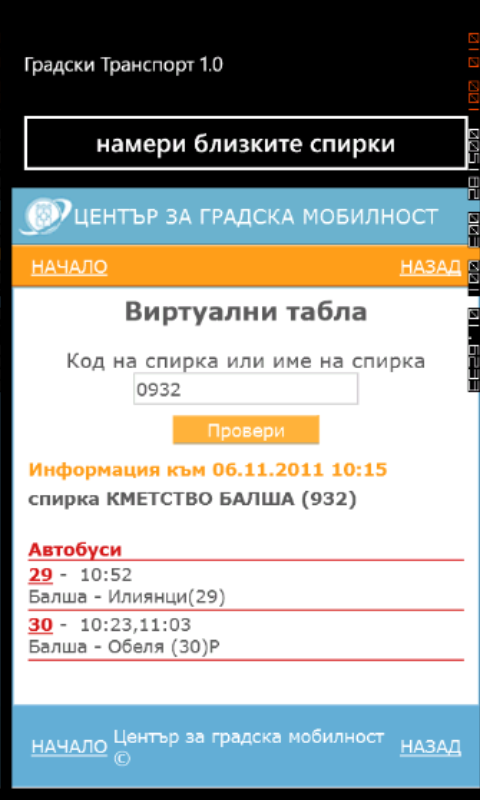 Градски Транспорт 1.0
намери близките спирки
ЦЕНТЪР ЗА ГРАДСКА МОБИЛНОСТ
НАЧАЛО НАЗАД
Виртуални табла
Код на спирка или име на спирка
0932
Провери
Информация към 06.11.2011 10:15
спирка КМЕТСТВО БАЛША (932)
Автобуси
29 - 10:52
Балша - Илиянци(29)
30 - 10:23,11:03
Балша - Обеля (30)Р
НАЧАЛО Център за градска мобилност © НАЗАД